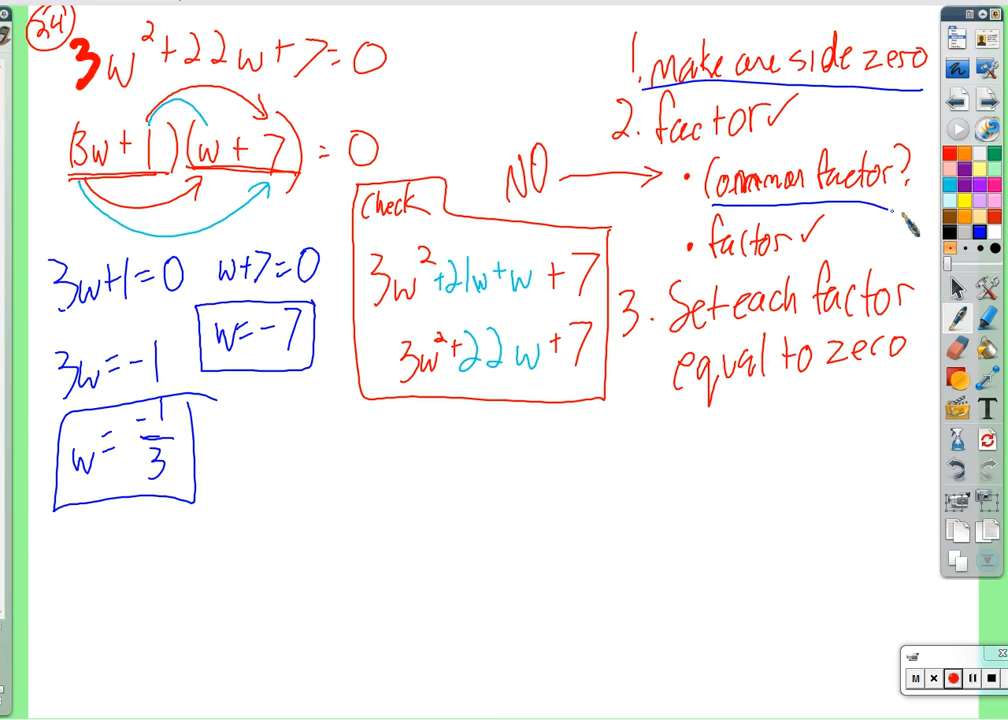 24
3w² + 22w + 7 = 0
(3w + 1)(w + 7) = 0
3w+1=0 w+7=0
w=-7
3w=-1
w = -1/3
Check
3w² +21w+w + 7
3w² + 22w + 7
1. make one side zero
2. factor ✓
NO → • Common factor?
• factor ✓
3. Set each factor
equal to zero
T
M